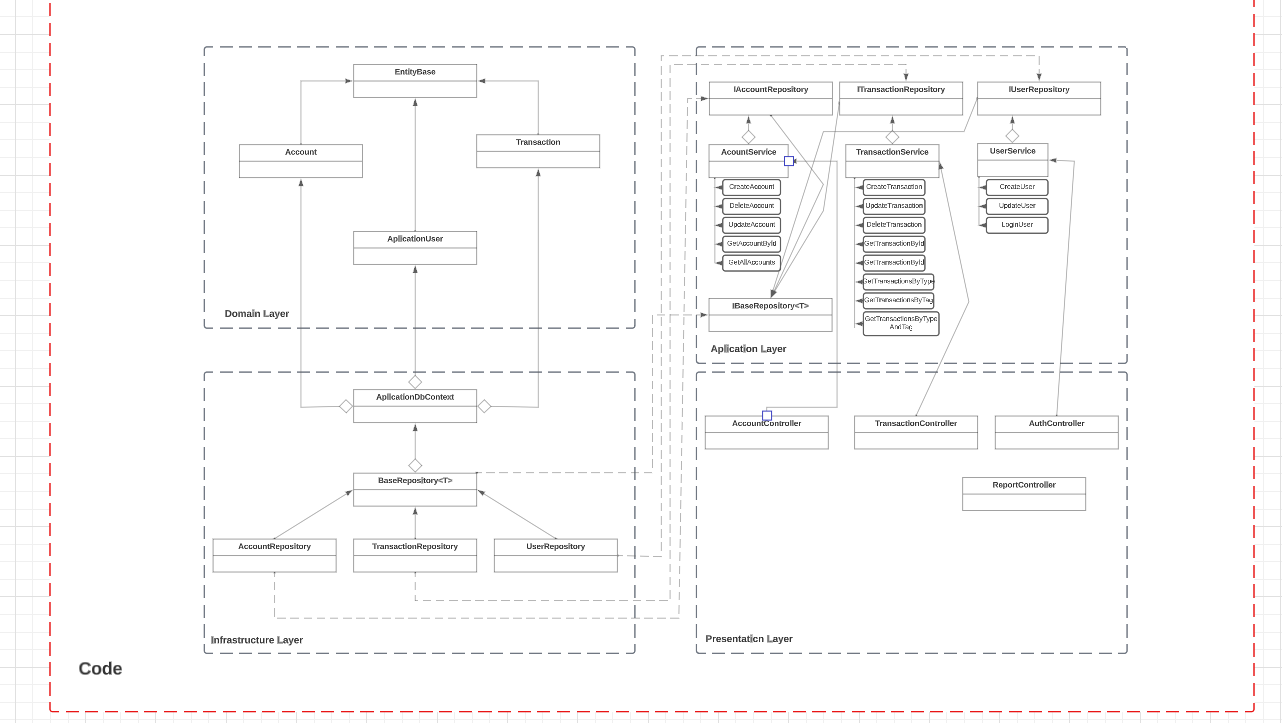 EntityBase
Account
Transaction
AplicationUser
Domain Layer
IAccountRepository
ITransactionRepository
IUserRepository
AcountService
TransactionService
UserService
CreateAccount
DeleteAccount
UpdateAccount
GetAccountById
GetAllAccounts
CreateTransaction
UpdateTransaction
DeleteTransaction
GetTransactionById
GetTransactionById
GetTransactionsByType
GetTransactionsByTag
GetTransactionsByType
AndTag
CreateUser
UpdateUser
LoginUser
IBaseRepository<T>
Aplication Layer
AplicationDbContext
BaseRepository<T>
AccountRepository
TransactionRepository
UserRepository
Infrastructure Layer
AccountController
TransactionController
AuthController
ReportController
Presentation Layer
Code